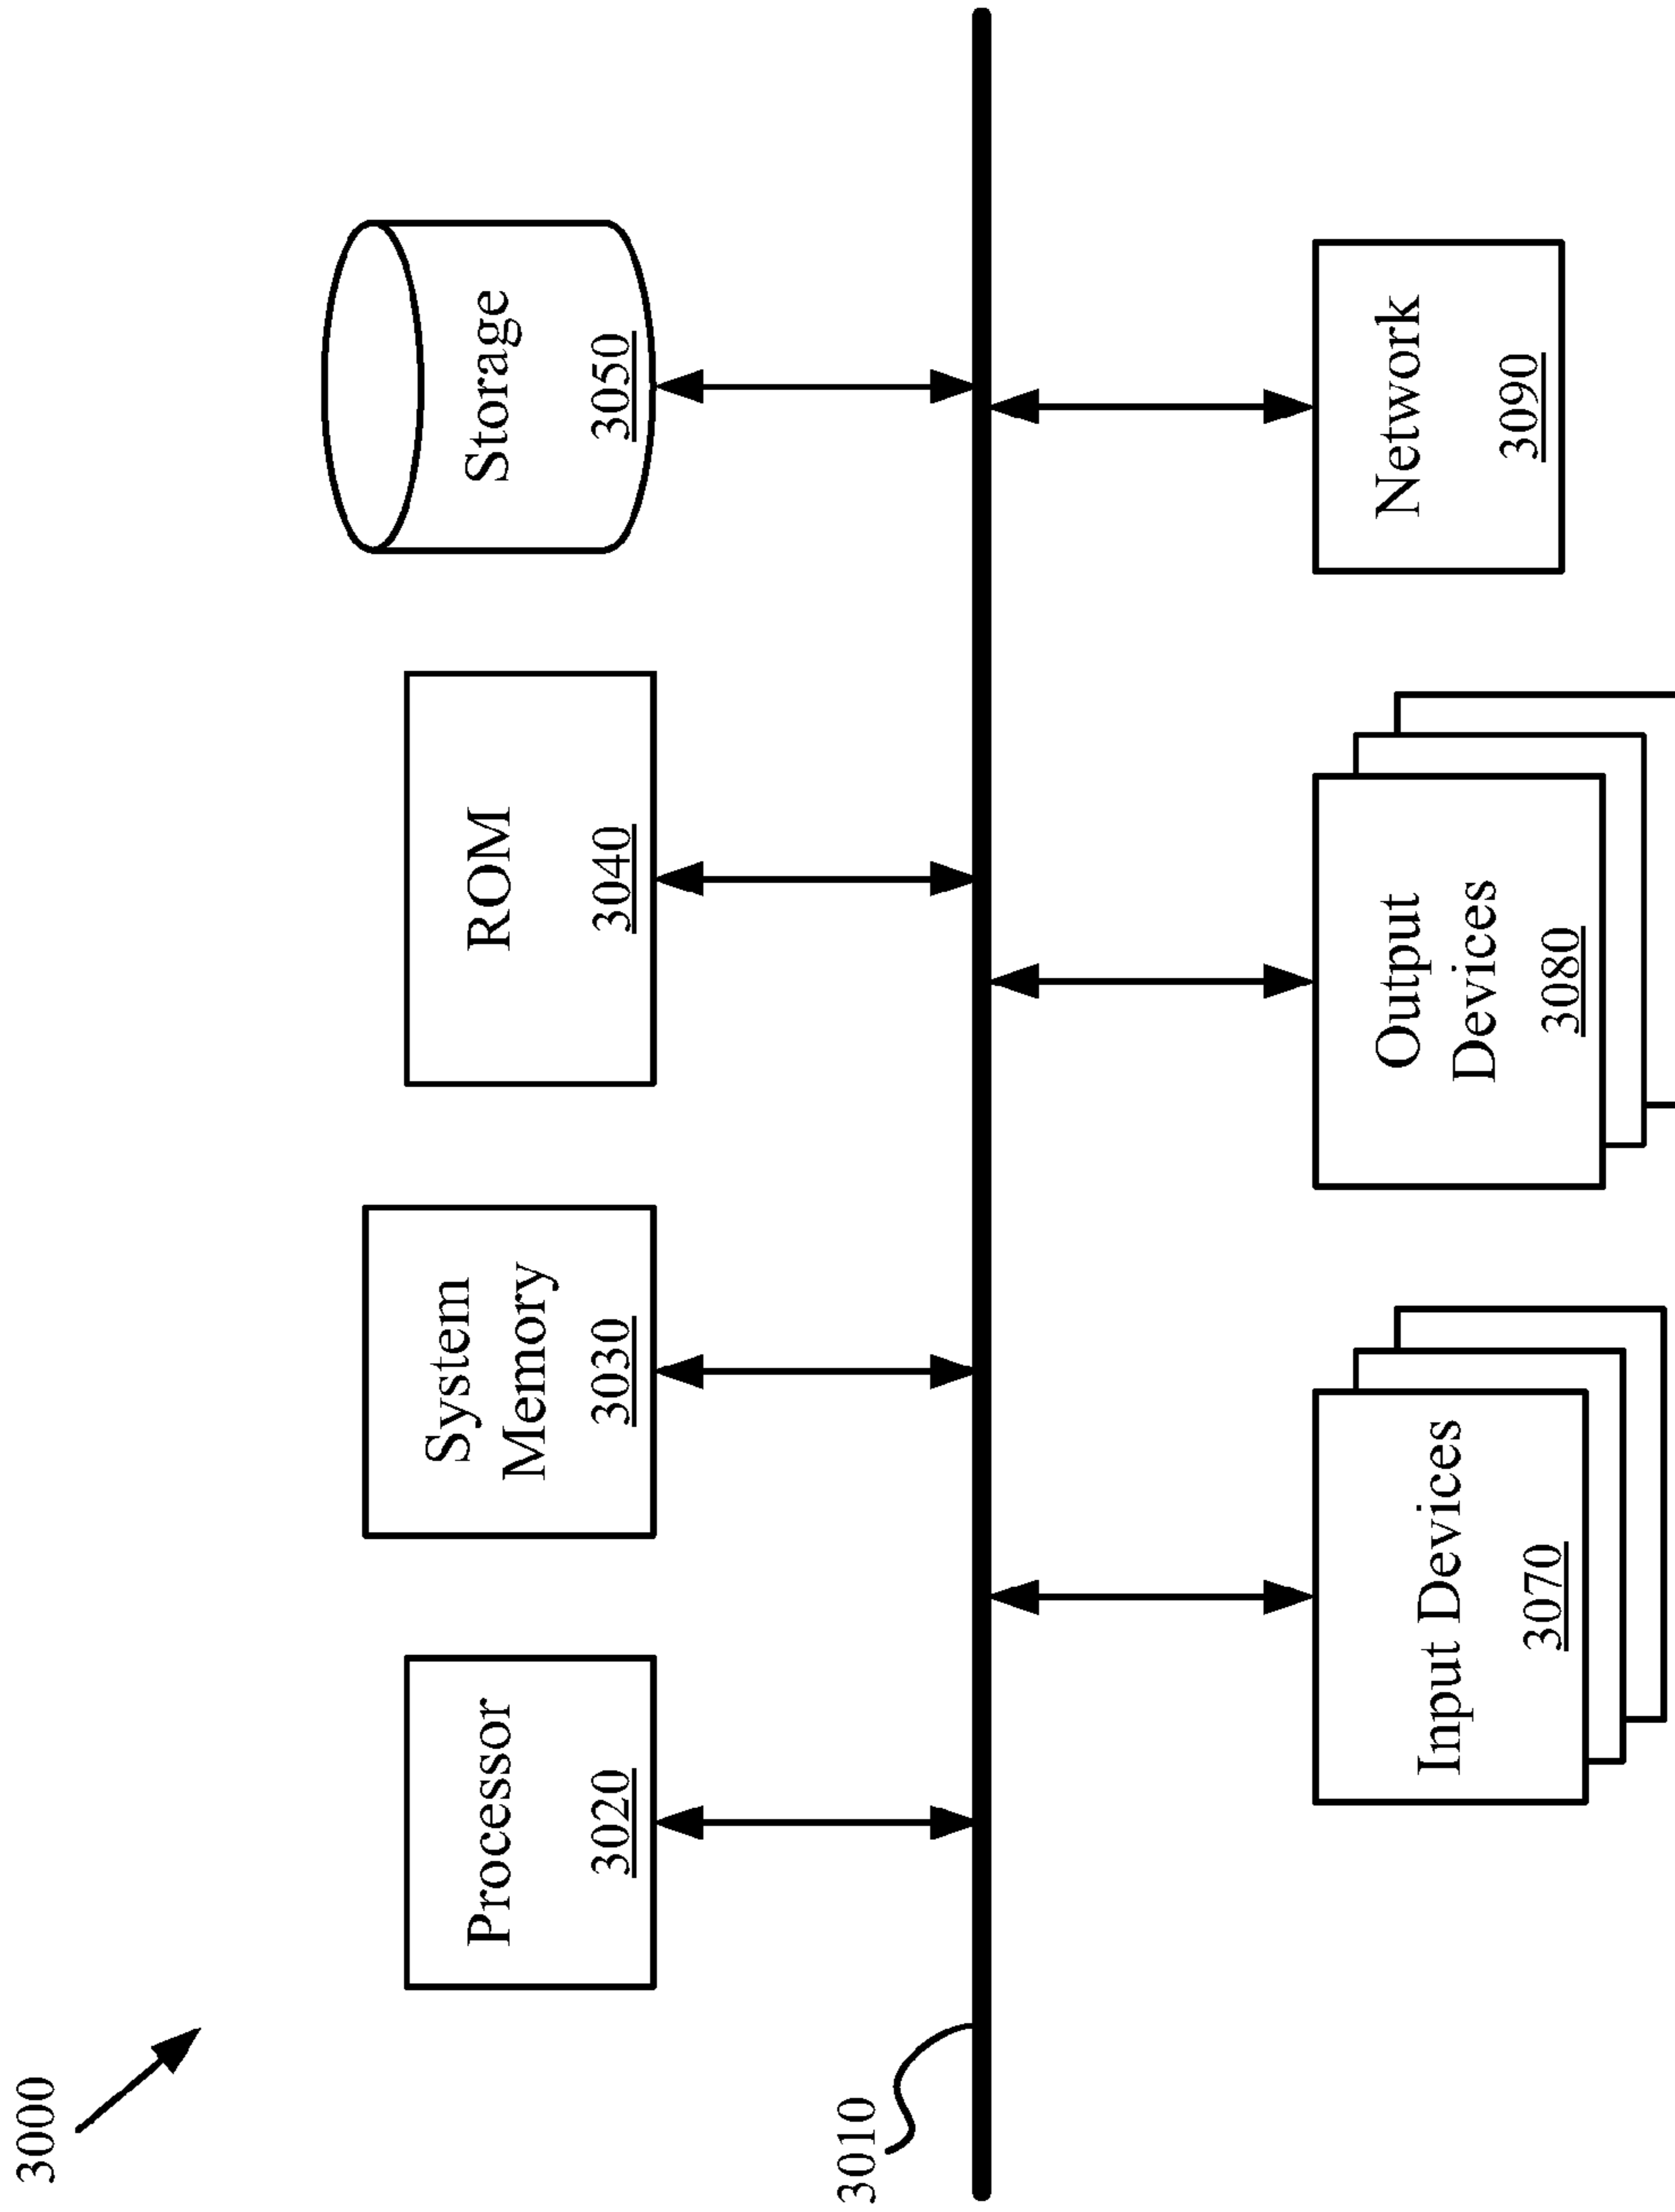 3000
Processor
3020
System
Memory
3030
ROM
3040
Storage
3050
3010
Input Devices
3070
Output
Devices
3080
Network
3090